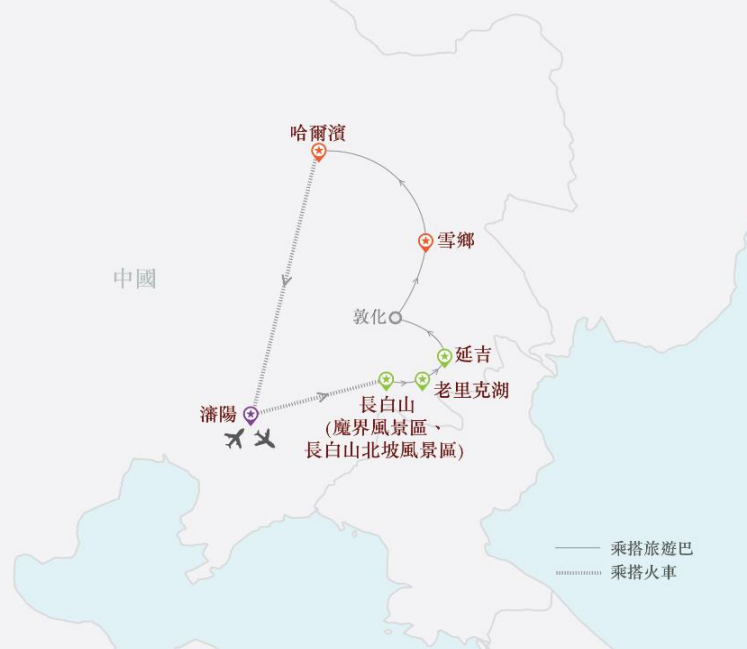 哈爾濱
雪鄉
中國
敦化
延吉
老里克湖
長白山
(魔界風景區、
長白山北坡風景區)
瀋陽
乘搭旅遊巴
乘搭火車